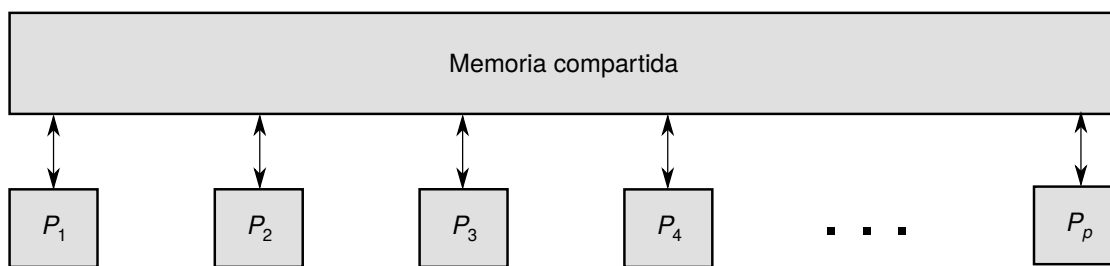 Memoria compartida
P1 P2 P3 P4 . . . Pp